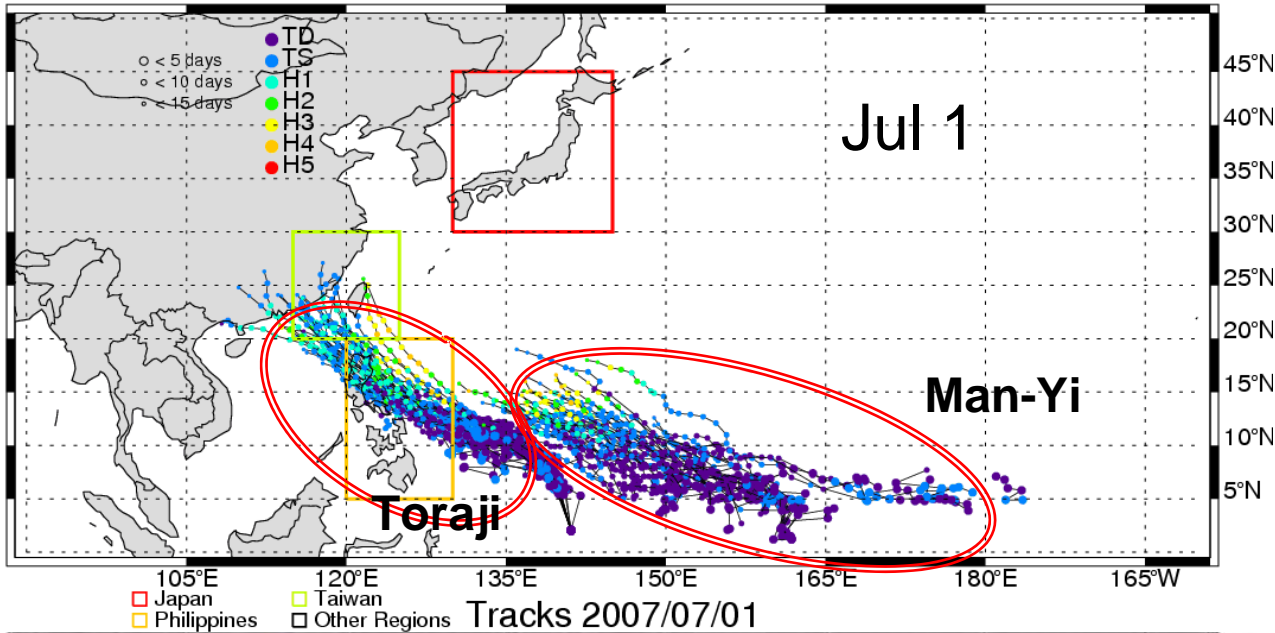 TD
TS
H1
H2
H3
H4
H5
< 5 days
< 10 days
< 15 days
Jul 1
Man-Yi
Toraji
45°N
40°N
35°N
30°N
25°N
20°N
15°N
10°N
5°N
105°E 120°E 135°E 150°E 165°E 180°E 165°W
Japan Taiwan
Philippines Other Regions
Tracks 2007/07/01